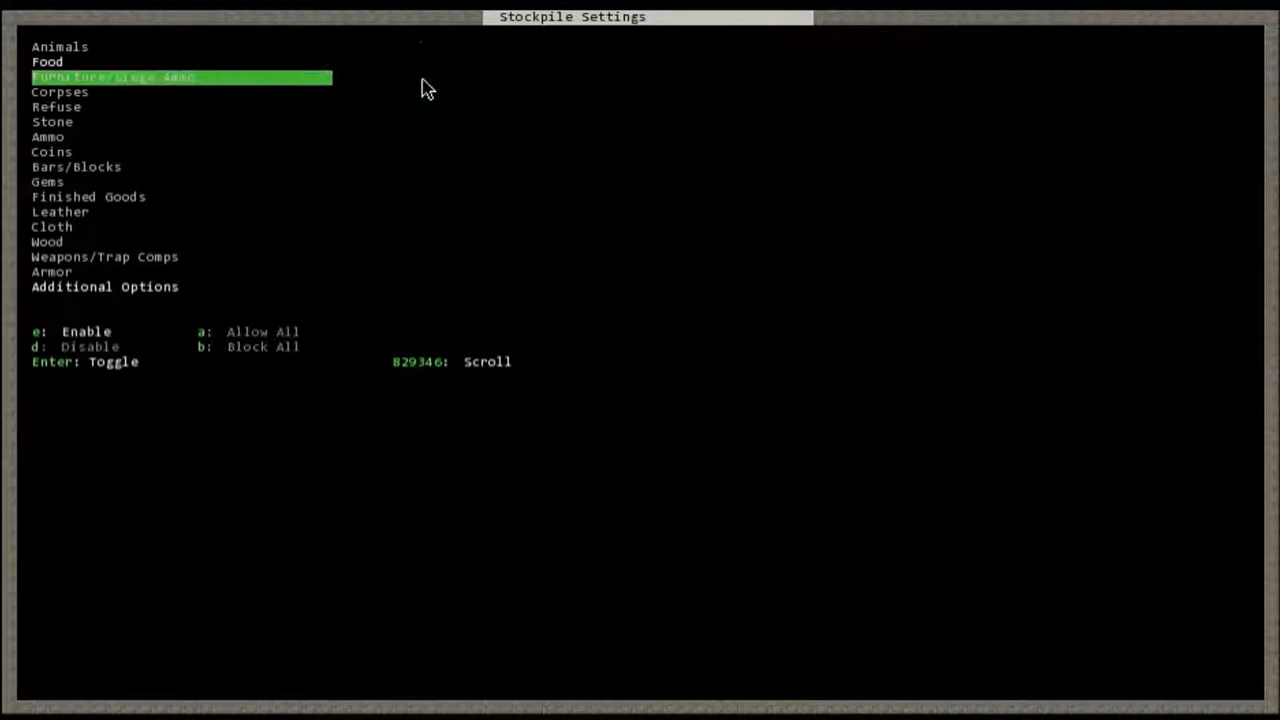 Stockpile Settings
Animals
Food
Furniture/Siege Ammo
Corpses
Refuse
Stone
Ammo
Coins
Bars/Blocks
Gems
Finished Goods
Leather
Cloth
Wood
Weapons/Trap Comps
Armor
Additional Options
e: Enable a: Allow All
d: Disable b: Block All
Enter: Toggle 829346: Scroll